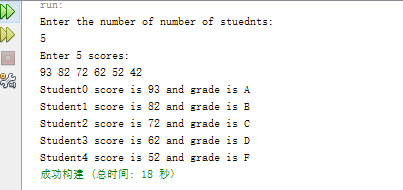 run:
Enter the number of number of stuednts:
5
Enter 5 scores:
93 82 72 62 52 42
Student0 score is 93 and grade is A
Student1 score is 82 and grade is B
Student2 score is 72 and grade is C
Student3 score is 62 and grade is D
Student4 score is 52 and grade is F
成功构建 (总时间: 18 秒)